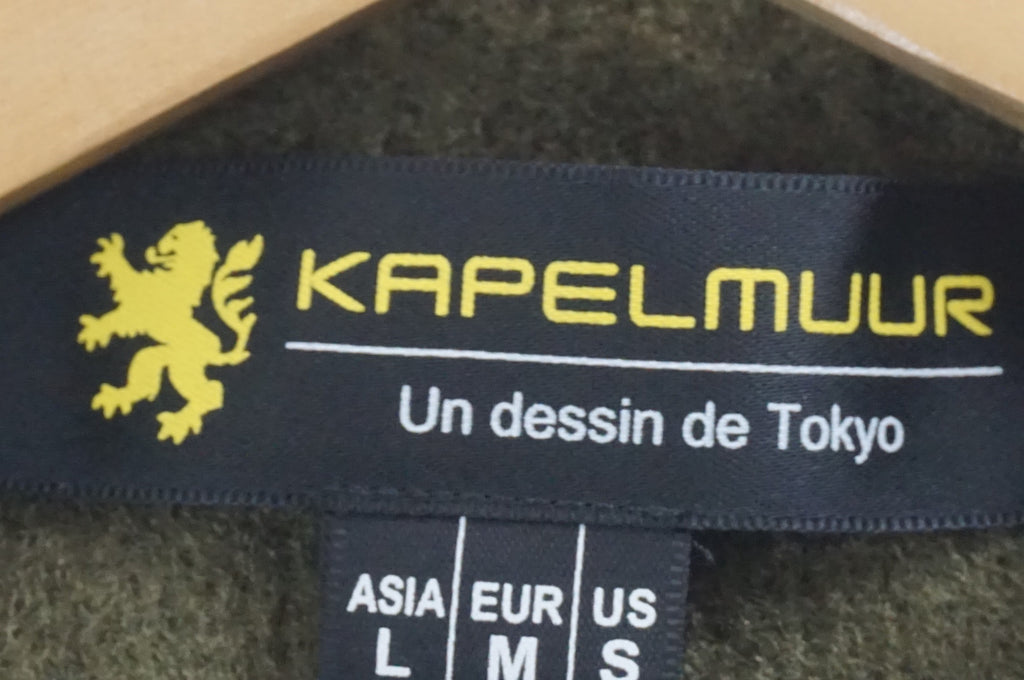 KAPELMUUR
Un dessin de Tokyo
ASIA EUR US
L M S